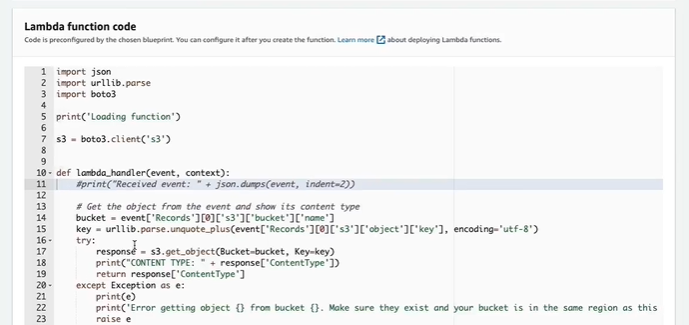 Lambda function code
Code is preconfigured by the chosen blueprint. You can configure it after you create the function. Learn more about deploying Lambda functions.
1 import json
2 import urllib.parse
3 import boto3
4
5 print('Loading function')
6
7 s3 = boto3.client('s3')
8
9
10 def lambda_handler(event, context):
11 #print("Received event: " + json.dumps(event, indent=2))
12
13 # Get the object from the event and show its content type
14 bucket = event['Records'][0]['s3']['bucket']['name']
15 key = urllib.parse.unquote_plus(event['Records'][0]['s3']['object']['key'], encoding='utf-8')
16 try:
17 response = s3.get_object(Bucket=bucket, Key=key)
18 print("CONTENT TYPE: " + response['ContentType'])
19 return response['ContentType']
20 except Exception as e:
21 print(e)
22 print('Error getting object {} from bucket {}. Make sure they exist and your bucket is in the same region as this
23 raise e